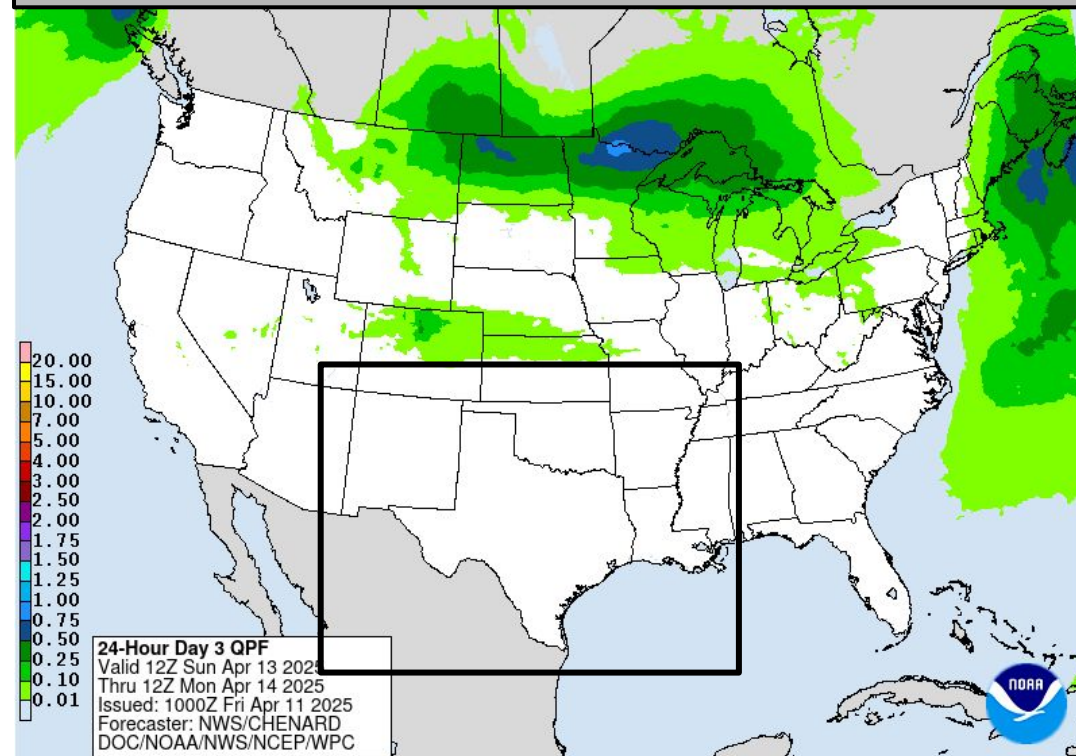 20.00
15.00
10.00
7.00
5.00
4.00
3.00
2.50
2.00
1.75
1.50
1.25
1.00
0.75
0.50
0.25
0.10
0.01
24-Hour Day 3 QPF
Valid 12Z Sun Apr 13 2025
Thru 12Z Mon Apr 14 2025
Issued: 1000Z Fri Apr 11 2025
Forecaster: NWS/CHENARD
DOC/NOAA/NWS/NCEP/WPC
NOAA